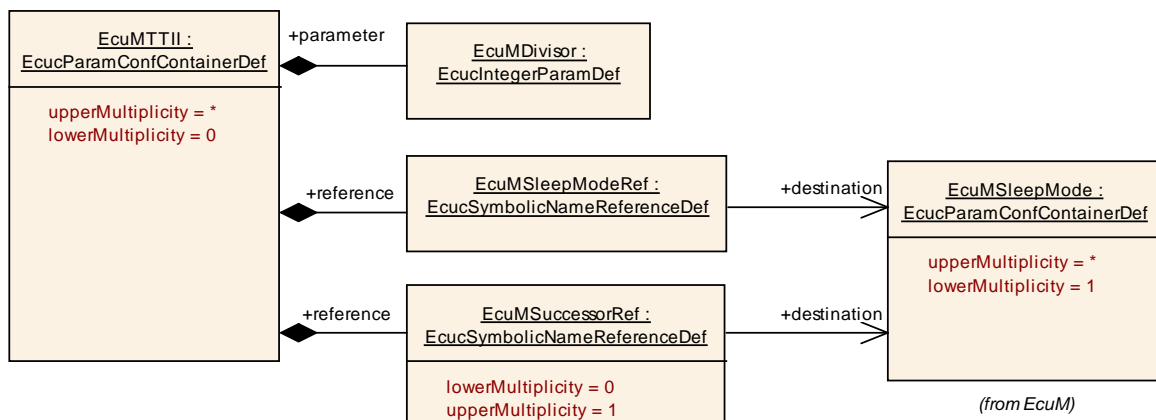 EcuMTTII :
EcucParamConfContainerDef
upperMultiplicity = *
lowerMultiplicity = 0
+parameter
EcuMDivisor :
EcucIntegerParamDef
+reference
EcuMSleepModeRef :
EcucSymbolicNameReferenceDef
+destination
EcuMSleepMode :
EcucParamConfContainerDef
upperMultiplicity = *
lowerMultiplicity = 1
+reference
EcuMSuccessorRef :
EcucSymbolicNameReferenceDef
lowerMultiplicity = 0
upperMultiplicity = 1
+destination
(from EcuM)